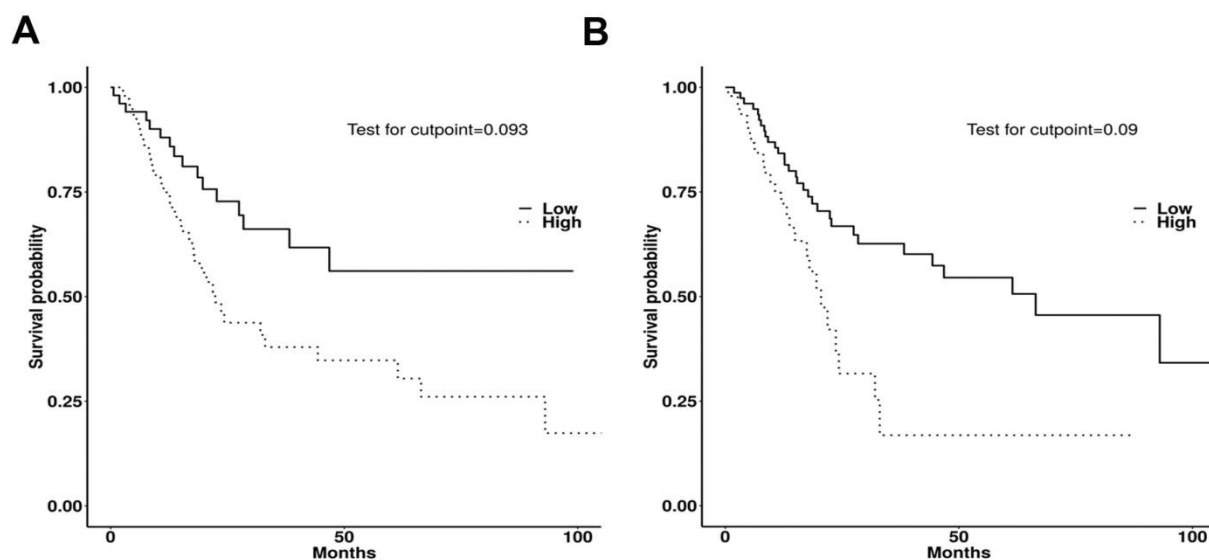 A
Survival probability
1.00
0.75
0.50
0.25
0.00
Test for cutpoint=0.093
Low
High
0
50
100
Months
B
Survival probability
1.00
0.75
0.50
0.25
0.00
Test for cutpoint=0.09
Low
High
0
50
100
Months